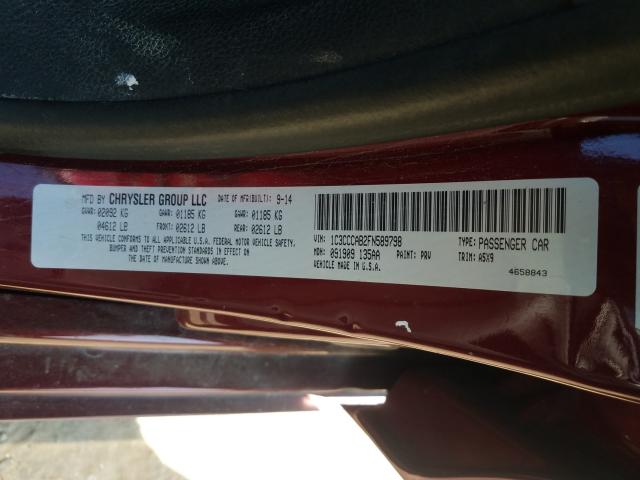 MFD BY CHRYSLER GROUP LLC DATE OF MFR(BUILT): 9-14
GVWR: 02092 KG GAWR: 01185 KG GAWR: 01185 KG
04612 LB FRONT: 02612 LB REAR: 02612 LB
THIS VEHICLE CONFORMS TO ALL APPLICABLE U.S.A. FEDERAL MOTOR VEHICLE SAFETY,
BUMPER AND THEFT PREVENTION STANDARDS IN EFFECT ON
THE DATE OF MANUFACTURE SHOWN ABOVE.
VIN: 1C3CCCAB2FN589798 TYPE: PASSENGER CAR
MDH: 091909 135AA PAINT: PRV TRIM: A5X9
VEHICLE MADE IN U.S.A. 4658843